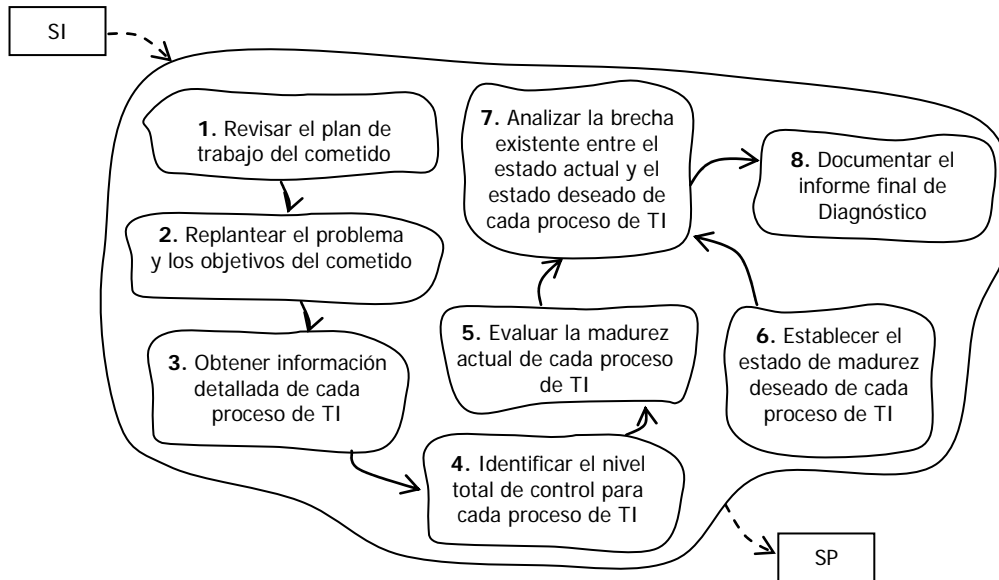 SI
1. Revisar el plan de
trabajo del cometido
2. Replantear el problema
y los objetivos del cometido
3. Obtener información
detallada de cada
proceso de TI
4. Identificar el nivel
total de control para
cada proceso de TI
5. Evaluar la madurez
actual de cada proceso
de TI
6. Establecer el
estado de madurez
deseado de cada
proceso de TI
7. Analizar la brecha
existente entre el
estado actual y el
estado deseado de
cada proceso de TI
8. Documentar el
informe final de
Diagnóstico
SP